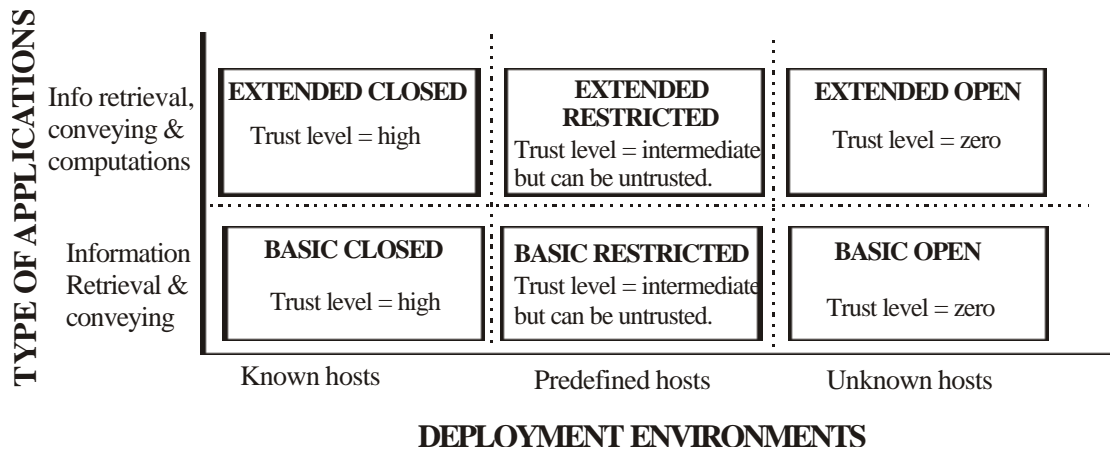 TYPE OF APPLICATIONS
Info retrieval,
conveying &
computations
EXTENDED CLOSED
Trust level = high
EXTENDED
RESTRICTED
Trust level = intermediate
but can be untrusted.
EXTENDED OPEN
Trust level = zero
Information
Retrieval &
conveying
BASIC CLOSED
Trust level = high
BASIC RESTRICTED
Trust level = intermediate
but can be untrusted.
BASIC OPEN
Trust level = zero
Known hosts
Predefined hosts
Unknown hosts
DEPLOYMENT ENVIRONMENTS